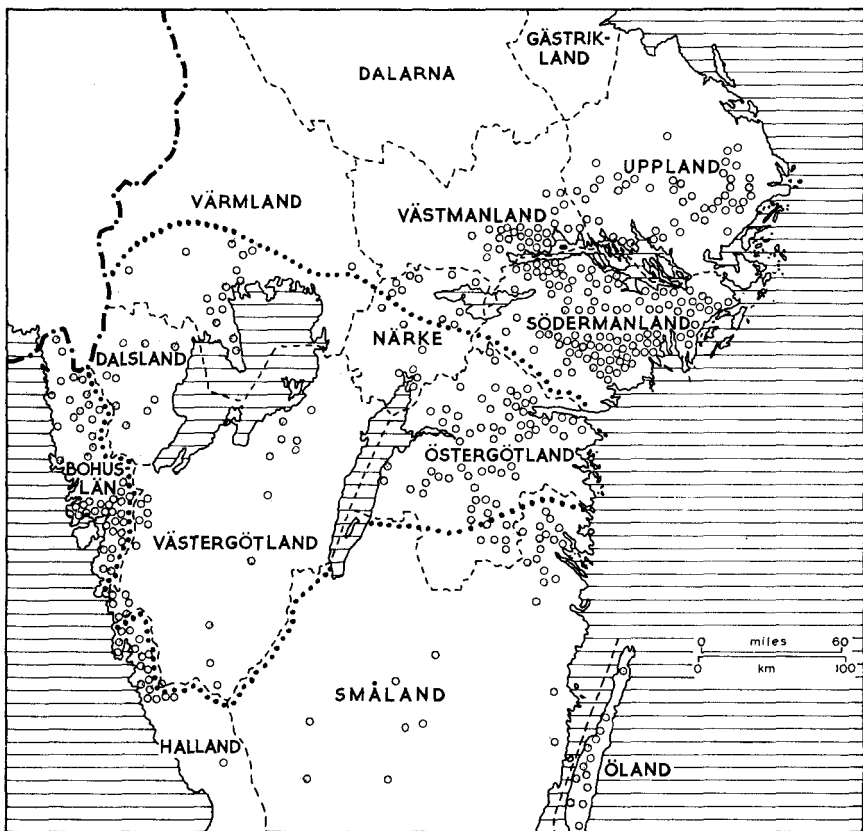 GÄSTRIK-
LAND
DALARNA
UPPLAND
VÄRMLAND
VÄSTMANLAND
SÖDERMANLAND
NÄRKE
DALSLAND
ÖSTERGÖTLAND
BOHUS-
LÄN
VÄSTERGÖTLAND
0 miles 60
0 km 100
SMÅLAND
HALLAND
ÖLAND